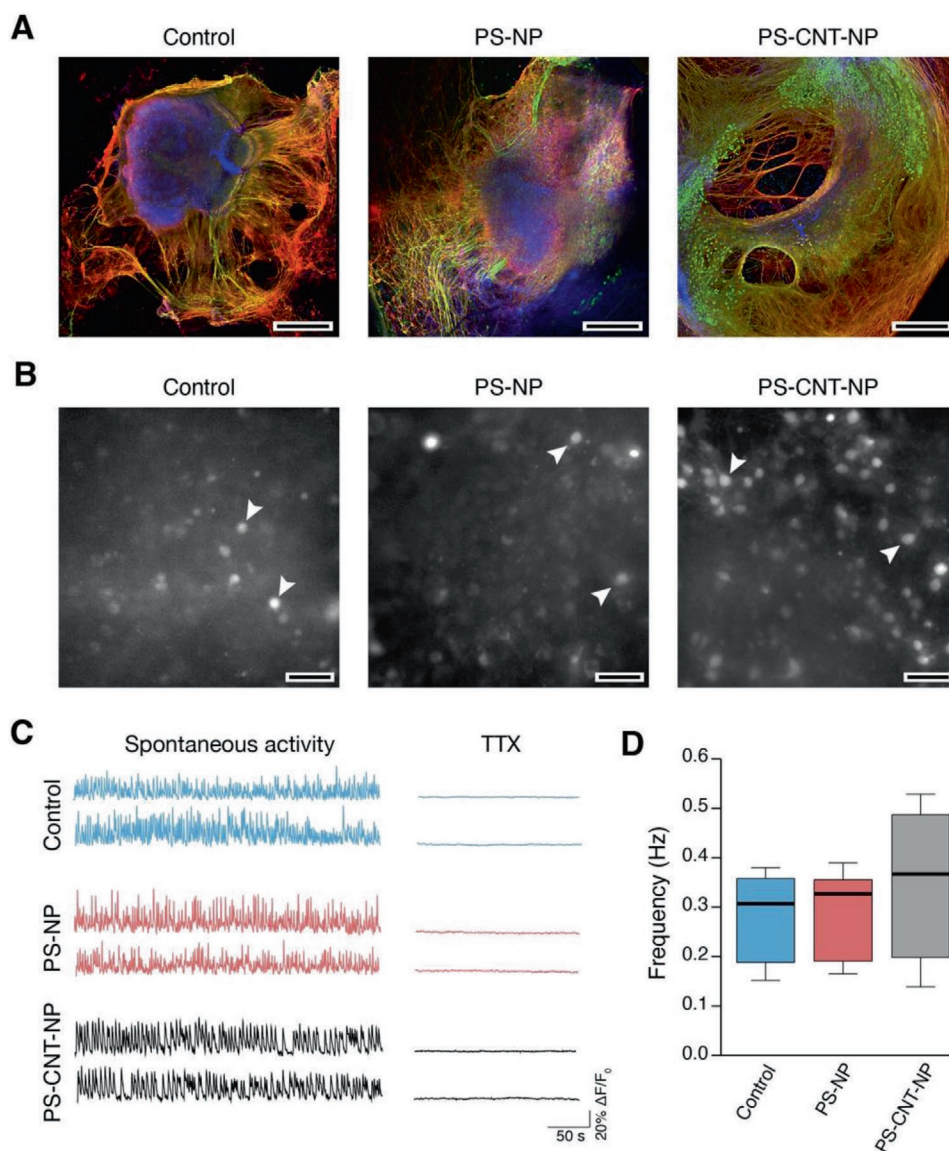 A
Control
PS-NP
PS-CNT-NP
B
Control
PS-NP
PS-CNT-NP
C
Spontaneous activity
TTX
Control
PS-NP
PS-CNT-NP
50 s
20% ΔF/F₀
D
Frequency (Hz)
0.6
0.5
0.4
0.3
0.2
0.1
0.0
Control
PS-NP
PS-CNT-NP